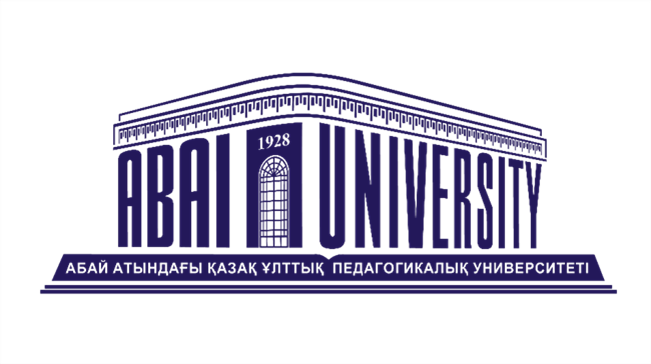 1928
ABAI UNIVERSITY
АБАЙ АТЫНДАҒЫ ҚАЗАҚ ҰЛТТЫҚ ПЕДАГОГИКАЛЫҚ УНИВЕРСИТЕТІ